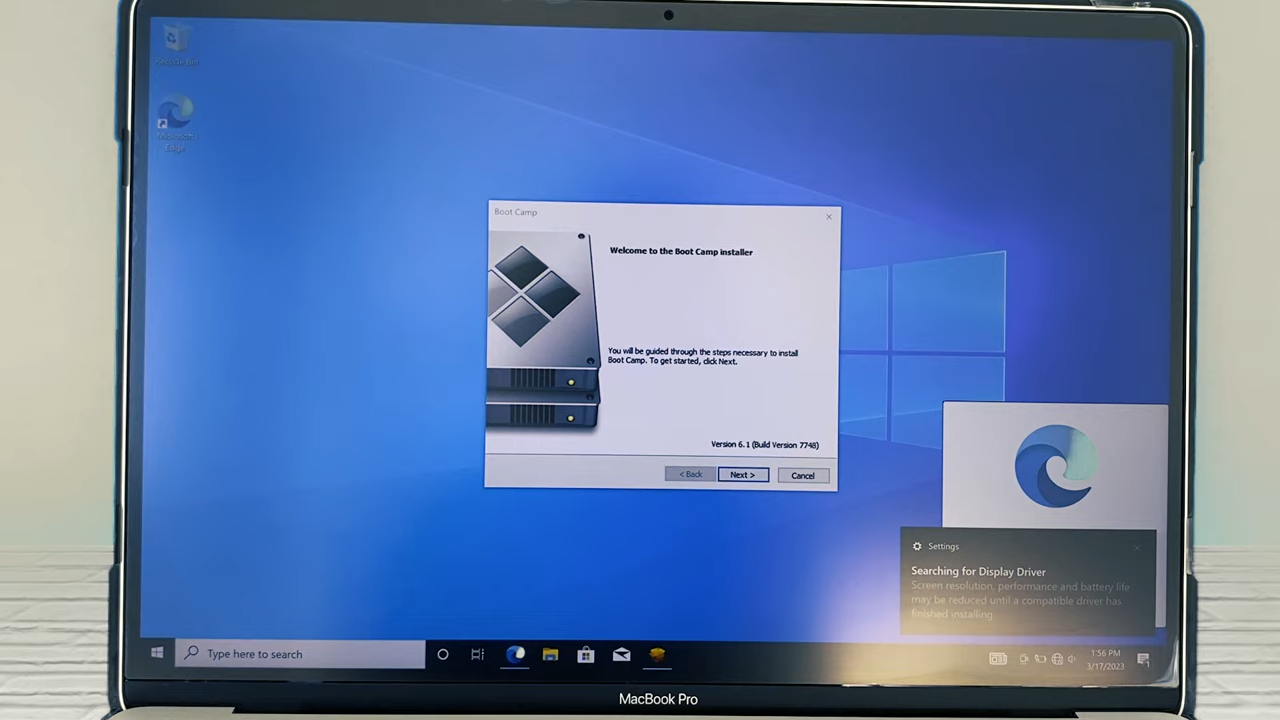 Recycle Bin
Microsoft
Edge
Boot Camp
Welcome to the Boot Camp installer
You will be guided through the steps necessary to install
Boot Camp. To get started, click Next.
Version 6.1 (Build Version 7748)
< Back
Next >
Cancel
Settings
Searching for Display Driver
Screen resolution, performance and battery life
may be reduced until a compatible driver has
finished installing.
Type here to search
1:56 PM
3/17/2023
MacBook Pro